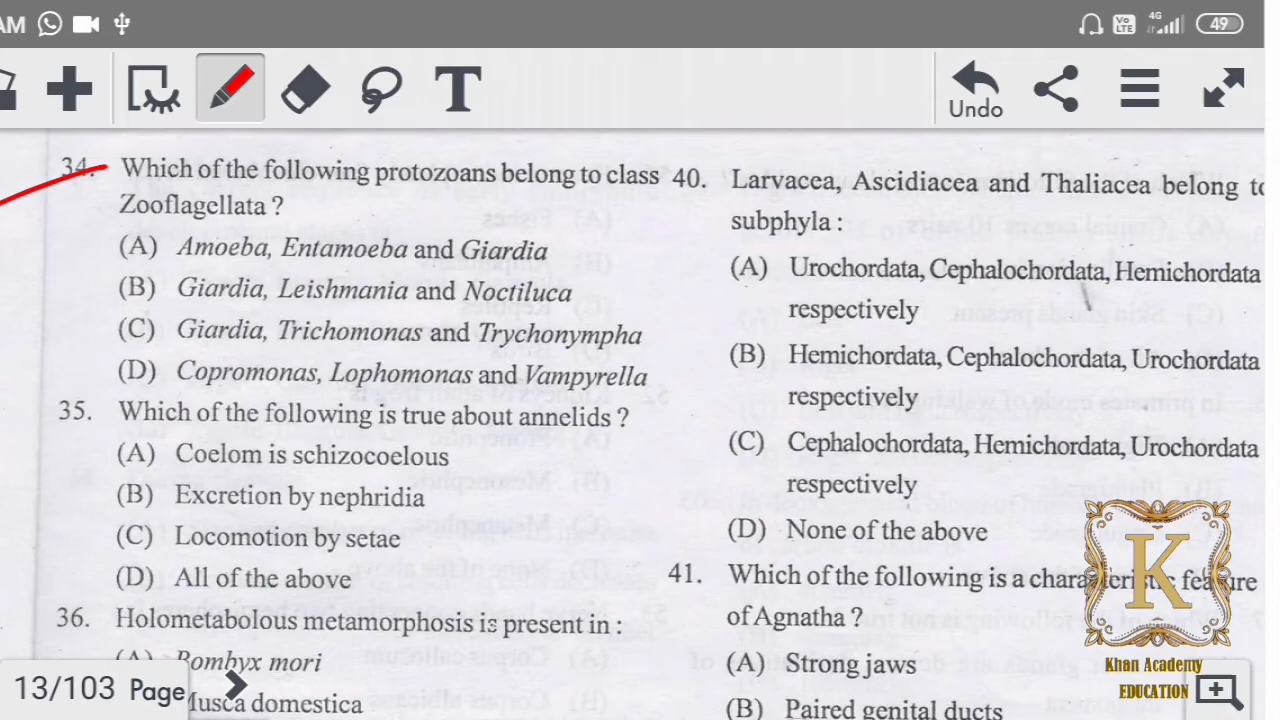 AM
49
Undo
T
34. Which of the following protozoans belong to class
Zooflagellata ?
(A) Amoeba, Entamoeba and Giardia
(B) Giardia, Leishmania and Noctiluca
(C) Giardia, Trichomonas and Trychonympha
(D) Copromonas, Lophomonas and Vampyrella
35. Which of the following is true about annelids ?
(A) Coelom is schizocoelous
(B) Excretion by nephridia
(C) Locomotion by setae
(D) All of the above
36. Holometabolous metamorphosis is present in :
(A) Bombyx mori
Musca domestica
13/103 Page
40. Larvacea, Ascidiacea and Thaliacea belong to
subphyla :
(A) Urochordata, Cephalochordata, Hemichordata
respectively
(B) Hemichordata, Cephalochordata, Urochordata
respectively
(C) Cephalochordata, Hemichordata, Urochordata
respectively
(D) None of the above
41. Which of the following is a characteristic feature
of Agnatha ?
(A) Strong jaws
(B) Paired genital ducts
K
Khan Academy
EDUCATION